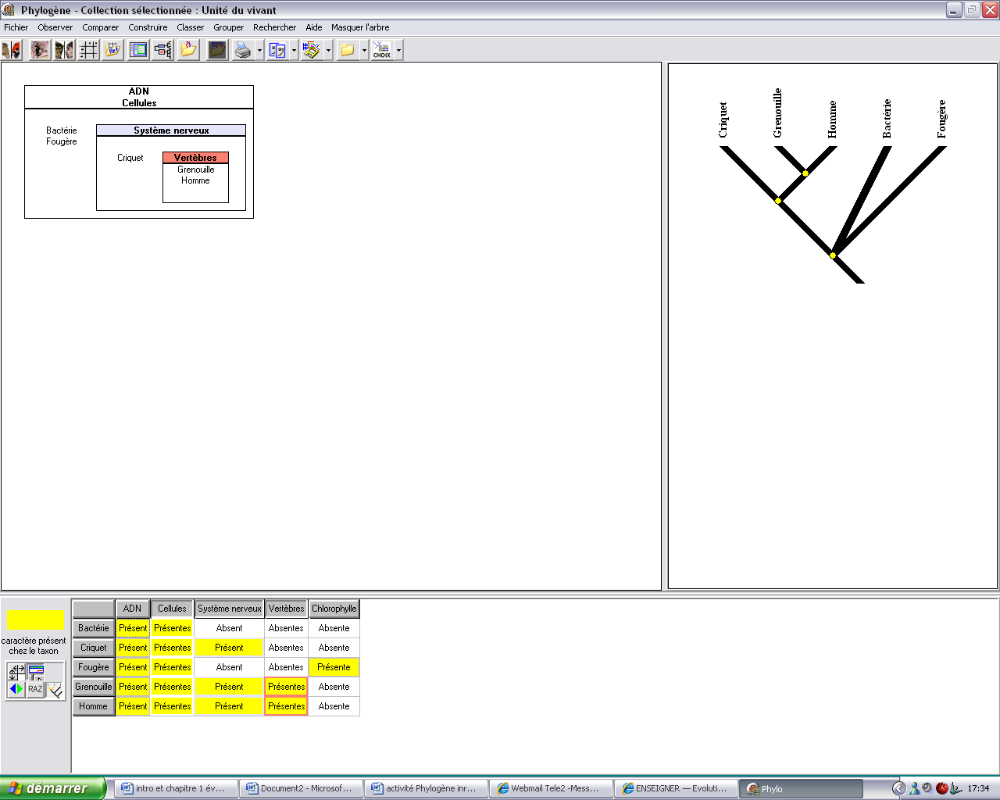 Phylogène - Collection sélectionnée : Unité du vivant
Fichier Observer Comparer Construire Classer Grouper Rechercher Aide Masquer l'arbre
CHOIX
ADN
Cellules
Bactérie
Fougère
Système nerveux
Criquet
Vertèbres
Grenouille
Homme
Criquet Grenouille Homme Bactérie Fougère
caractère présent
chez le taxon
RAZ
ADN Cellules Système nerveux Vertèbres Chlorophylle
Bactérie Présent Présentes Absent Absentes Absente
Criquet Présent Présentes Présent Absentes Absente
Fougère Présent Présentes Absent Absentes Présente
Grenouille Présent Présentes Présent Présentes Absente
Homme Présent Présentes Présent Présentes Absente
démarrer intro et chapitre 1 év... Document2 - Microsof... activité Phylogène inr... Webmail Tele2 -Mess... ENSEIGNER — Evoluti... Phylo 17:34